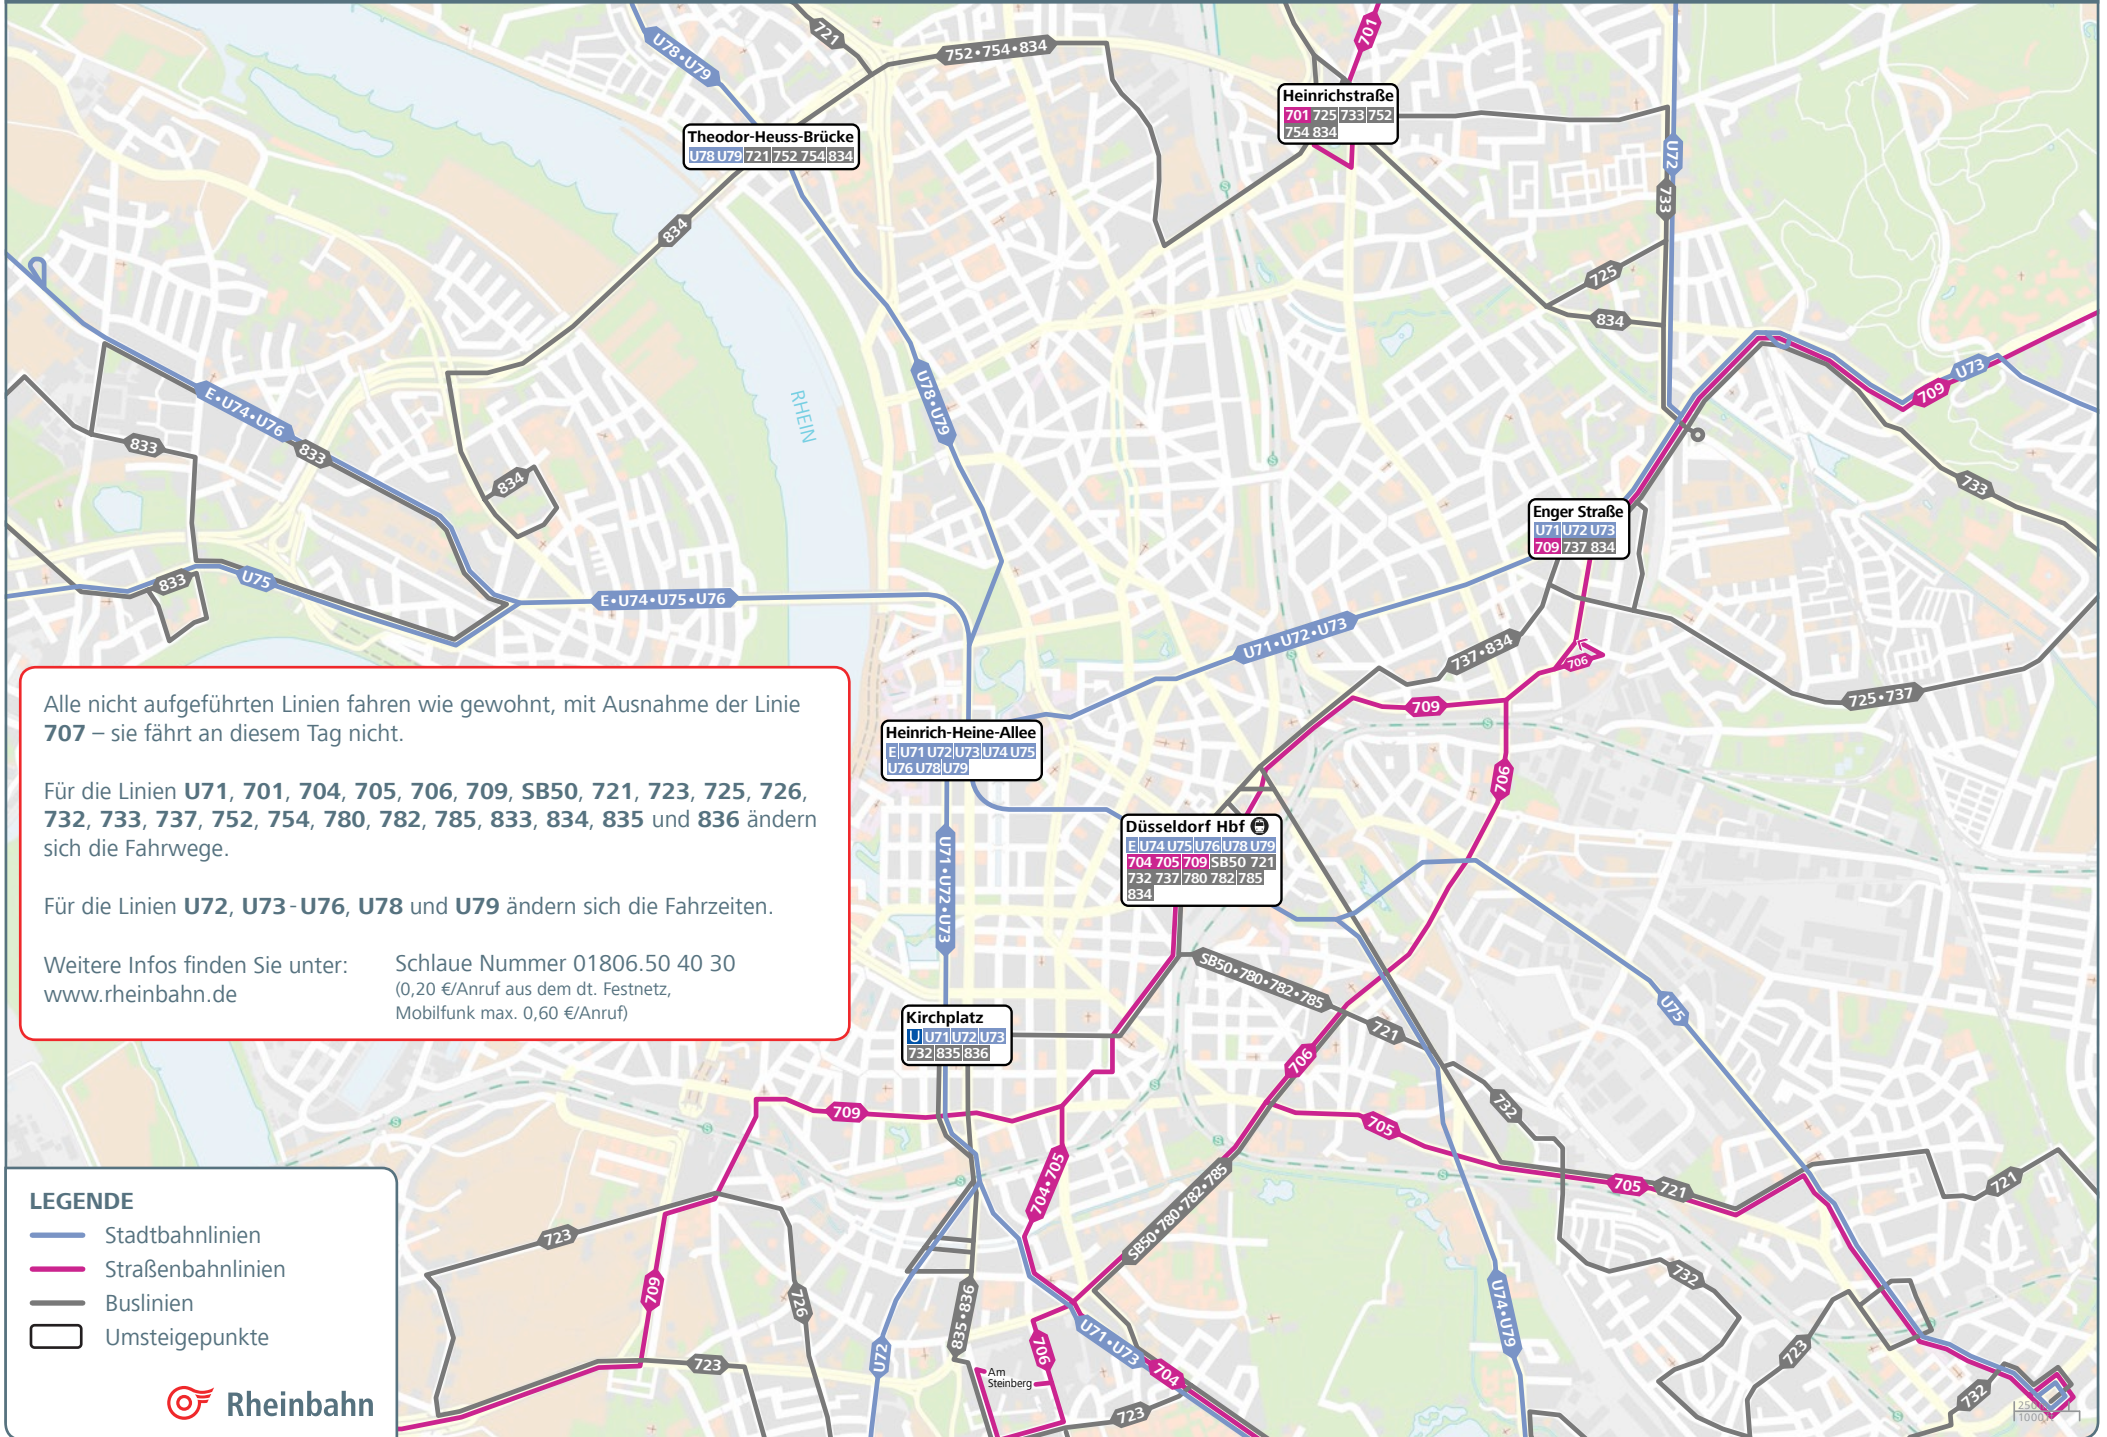 721
U78•U79
752•754•834
701
Heinrichstraße
701 725 733 752
754 834
Theodor-Heuss-Brücke
U78 U79 721 752 754 834
U72
733
834
725
834
RHEIN
U78•U79
E•U74•U76
833
833
834
U73
709
733
Enger Straße
U71 U72 U73
709 737 834
833
U75
E•U74•U75•U76
U71•U72•U73
737•834
706
709
725•737
706
Alle nicht aufgeführten Linien fahren wie gewohnt, mit Ausnahme der Linie
707 – sie fährt an diesem Tag nicht.
Für die Linien U71, 701, 704, 705, 706, 709, SB50, 721, 723, 725, 726,
732, 733, 737, 752, 754, 780, 782, 785, 833, 834, 835 und 836 ändern
sich die Fahrwege.
Für die Linien U72, U73-U76, U78 und U79 ändern sich die Fahrzeiten.
Weitere Infos finden Sie unter:
www.rheinbahn.de
Schlaue Nummer 01806.50 40 30
(0,20 €/Anruf aus dem dt. Festnetz,
Mobilfunk max. 0,60 €/Anruf)
Heinrich-Heine-Allee
E U71 U72 U73 U74 U75
U76 U78 U79
Düsseldorf Hbf
E U74 U75 U76 U78 U79
704 705 709 SB50 721
732 737 780 782 785
834
U71•U72•U73
SB50•780•782•785
721
U75
Kirchplatz
U U71 U72 U73
732 835 836
706
732
709
705
704•705
SB50•780•782•785
705
721
721
723
709
726
835•836
U72
706
U71•U73
704
U74•U79
732
723
732
723
723
Am
Steinberg
LEGENDE
Stadtbahnlinien
Straßenbahnlinien
Buslinien
Umsteigepunkte
Rheinbahn